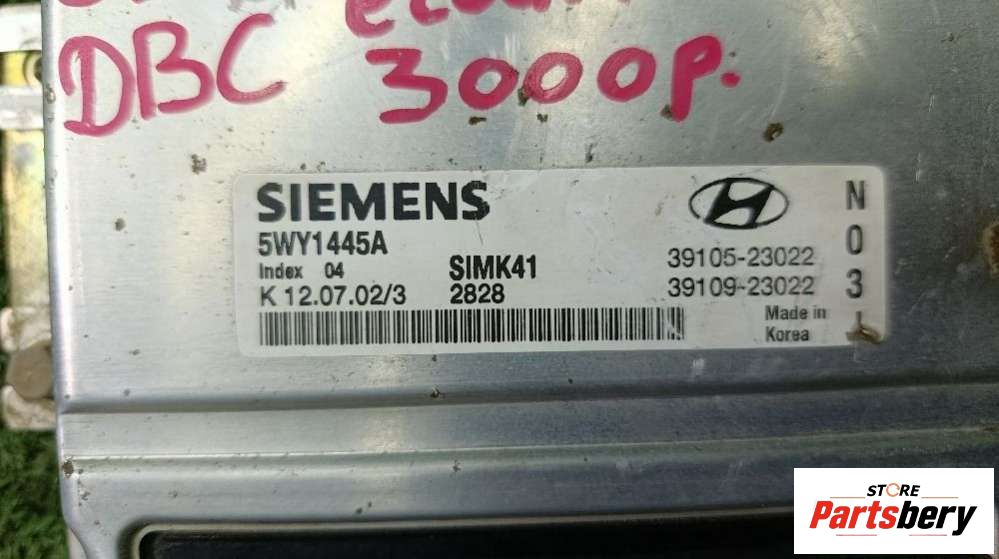 DBC 3000р.
SIEMENS
5WY1445A
Index 04
SIMK41
39105-23022
K 12.07.02/3
2828
39109-23022
Made in
Korea
N
0
3
STORE
Partsbery